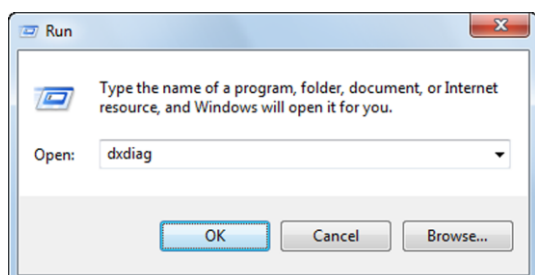 Run
Type the name of a program, folder, document, or Internet
resource, and Windows will open it for you.
Open: dxdiag
OK Cancel Browse...